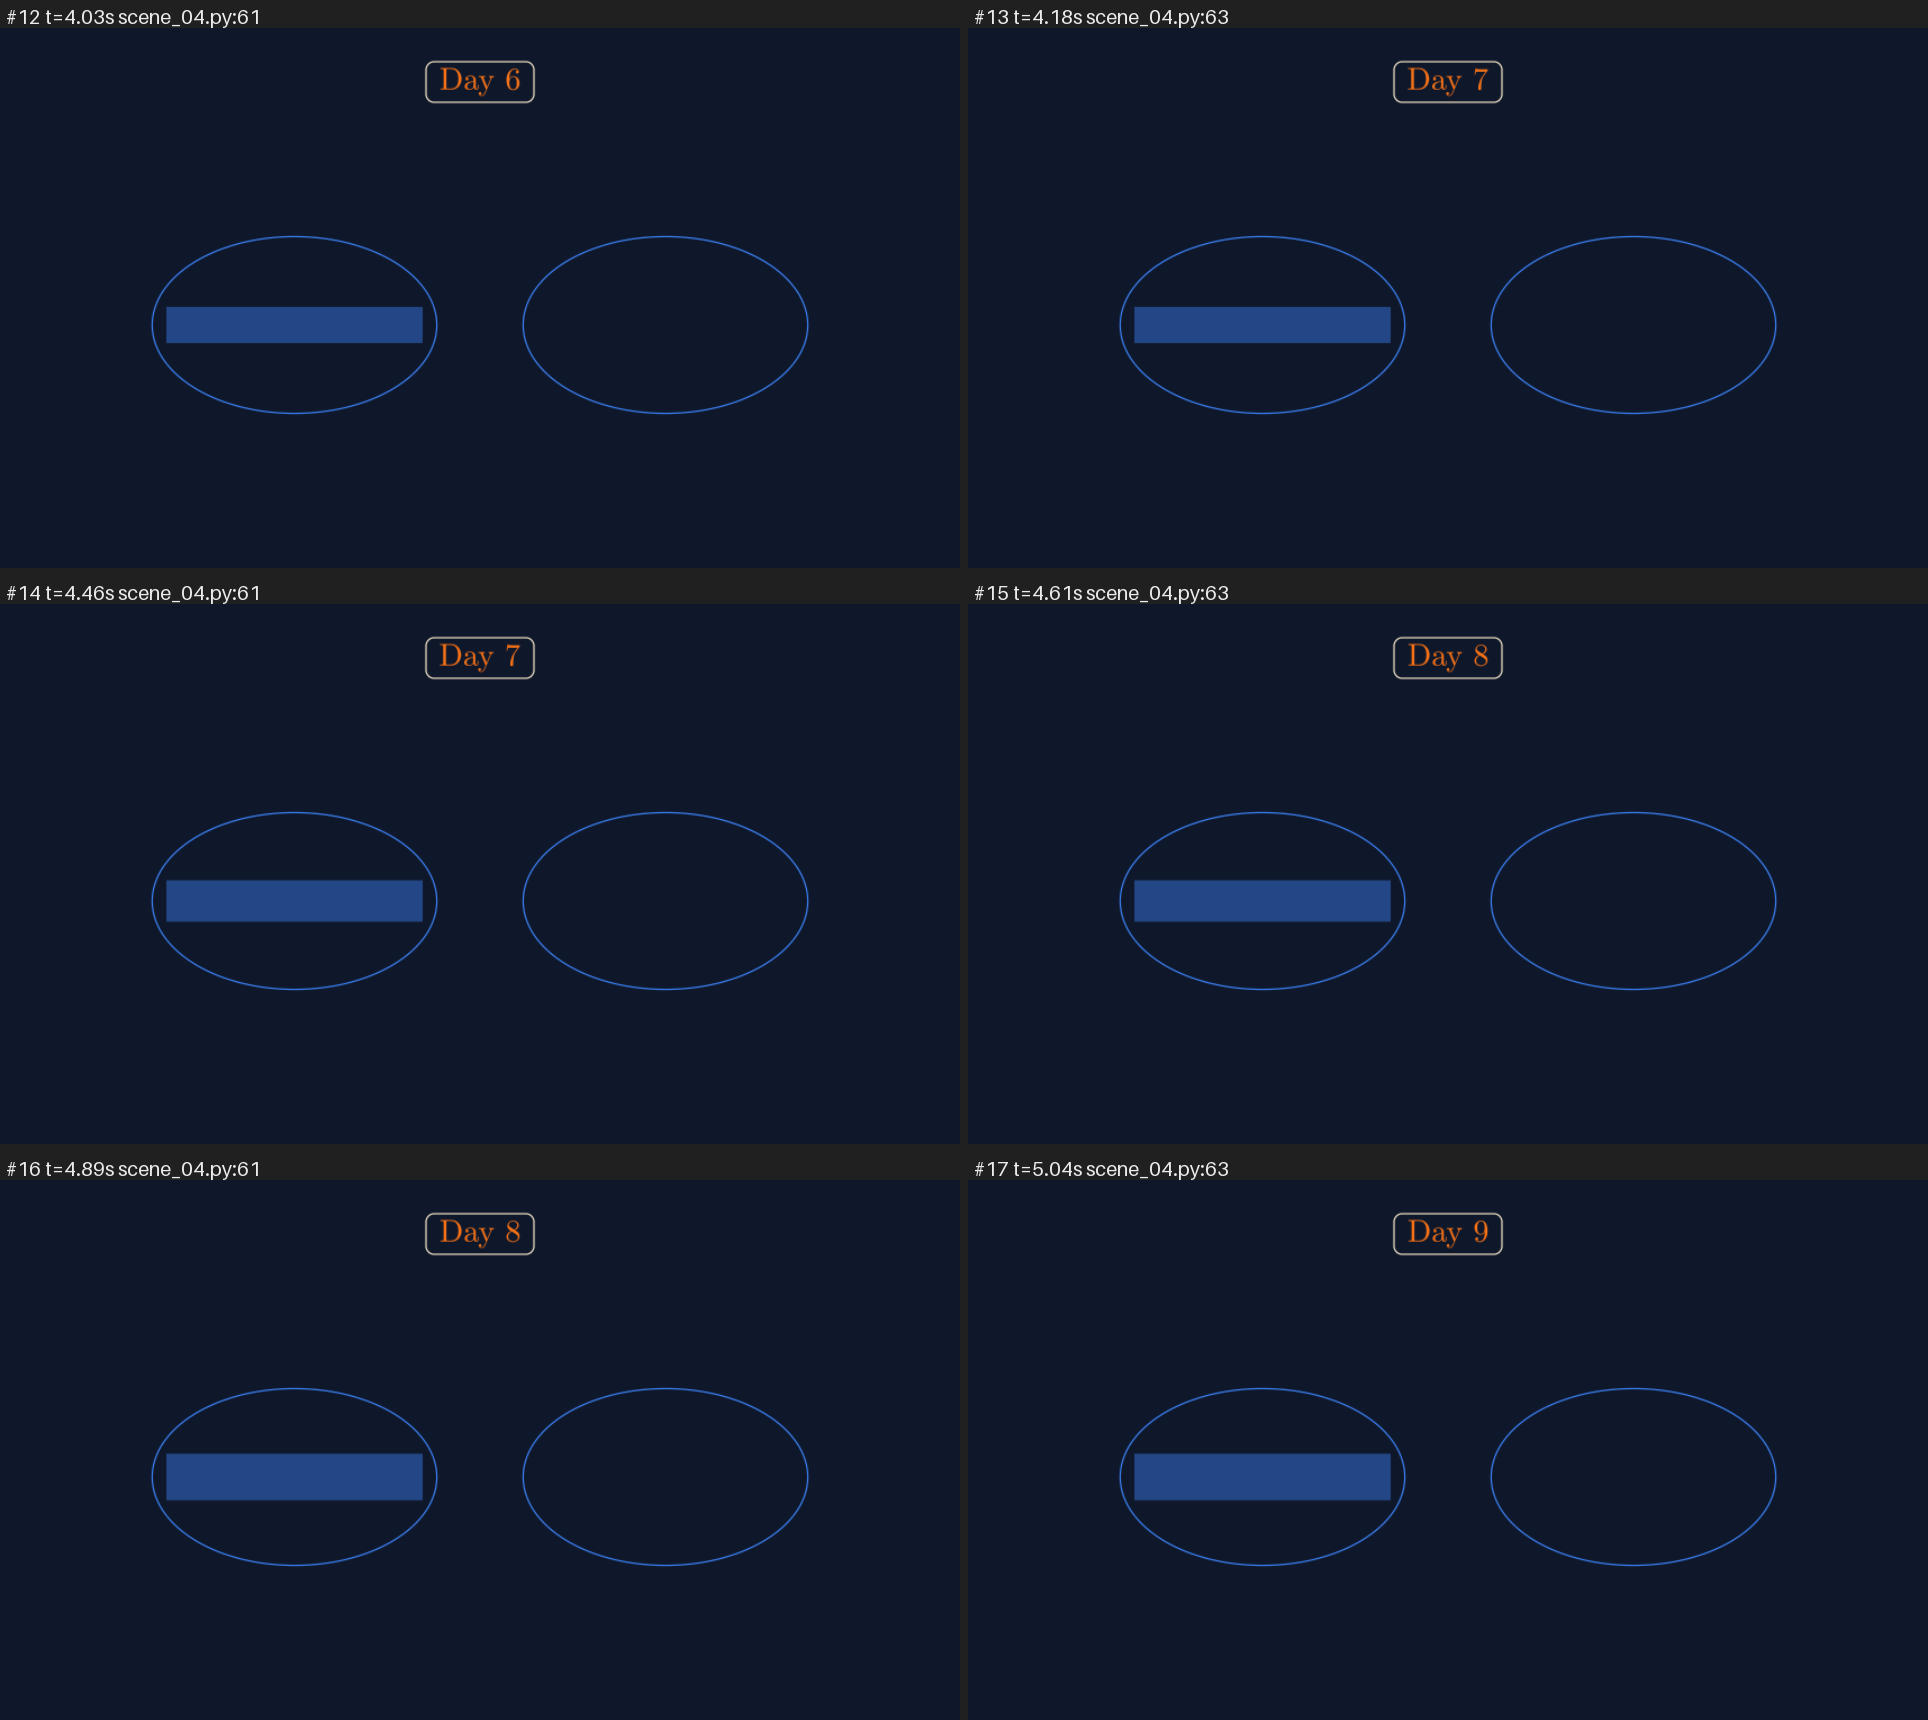 #12 t=4.03s scene_04.py:61
Day 6
#13 t=4.18s scene_04.py:63
Day 7
#14 t=4.46s scene_04.py:61
Day 7
#15 t=4.61s scene_04.py:63
Day 8
#16 t=4.89s scene_04.py:61
Day 8
#17 t=5.04s scene_04.py:63
Day 9